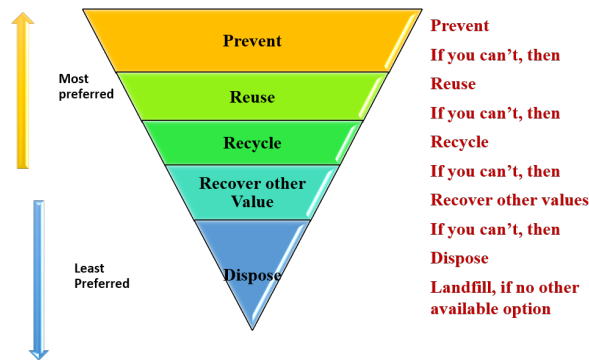 Most
preferred
Least
Preferred
Prevent
Reuse
Recycle
Recover other
Value
Dispose
Prevent
If you can't, then
Reuse
If you can't, then
Recycle
If you can't, then
Recover other values
If you can't, then
Dispose
Landfill, if no other
available option